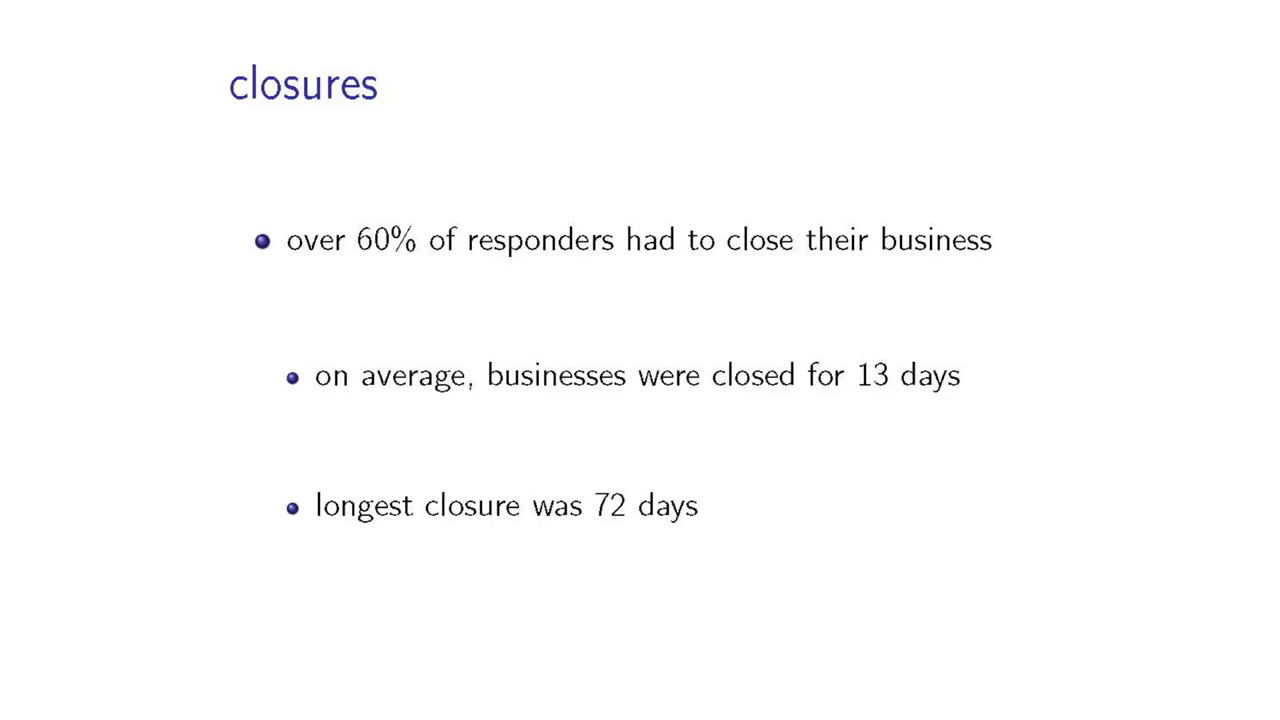 closures
over 60% of responders had to close their business
on average, businesses were closed for 13 days
longest closure was 72 days